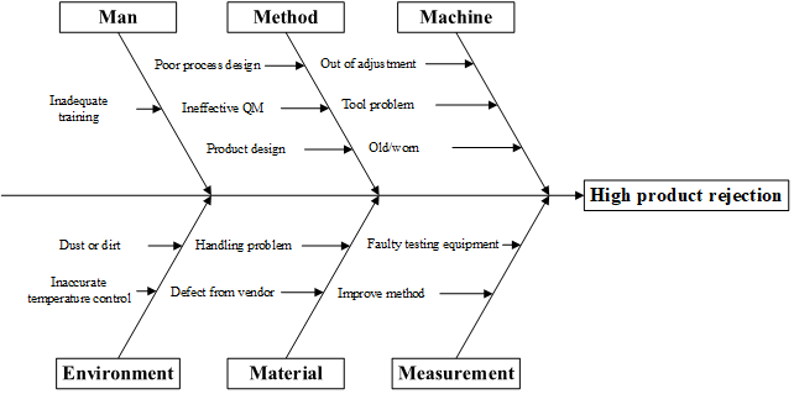 Man
Method
Machine
Poor process design
Out of adjustment
Inadequate
training
Ineffective QM
Tool problem
Product design
Old/worn
High product rejection
Dust or dirt
Handling problem
Faulty testing equipment
Inaccurate
temperature control
Defect from vendor
Improve method
Environment
Material
Measurement